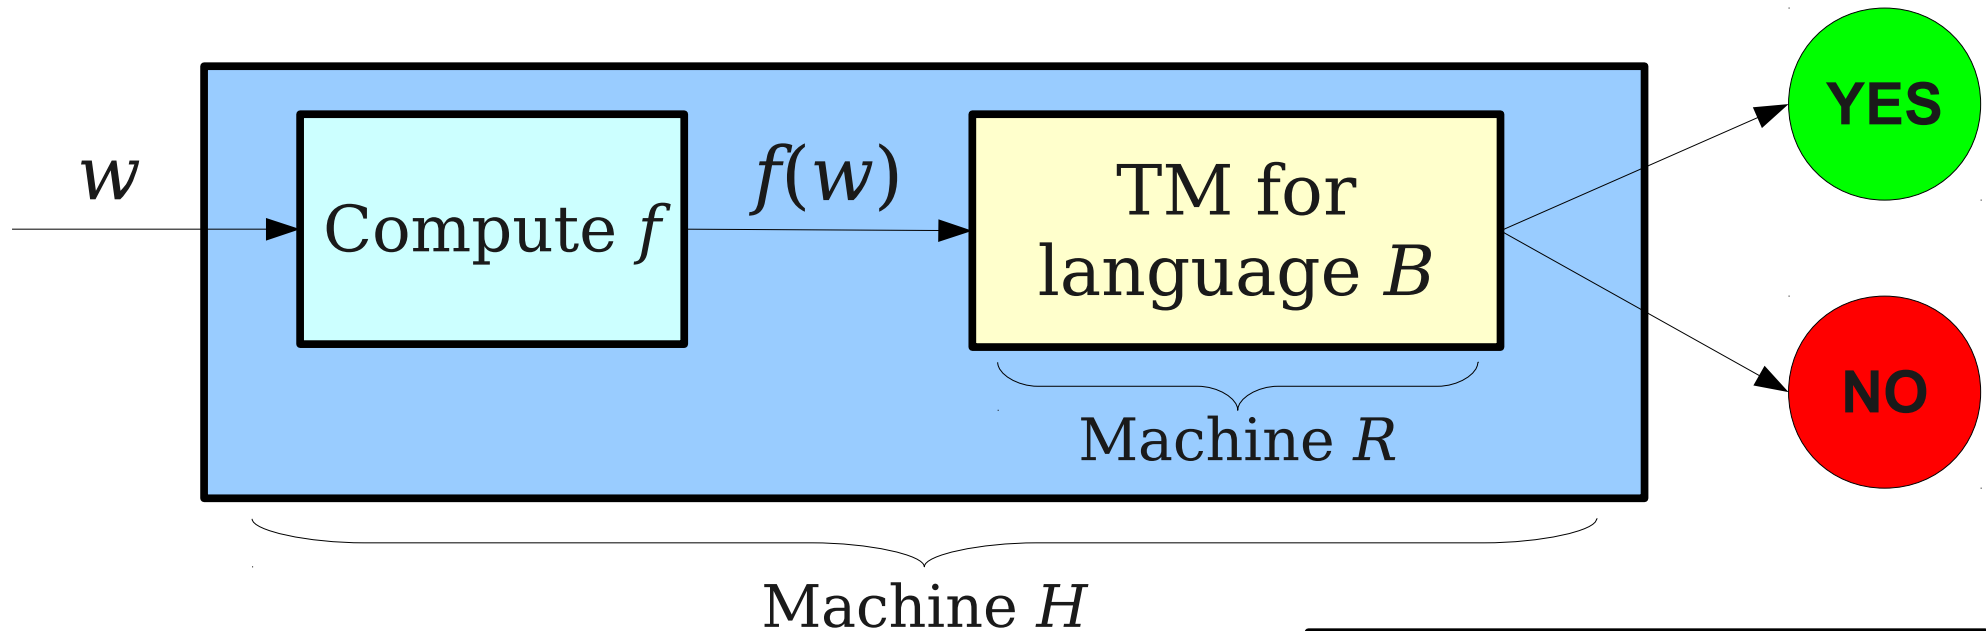 w
Compute f
f(w)
TM for
language B
Machine R
Machine H
YES
NO